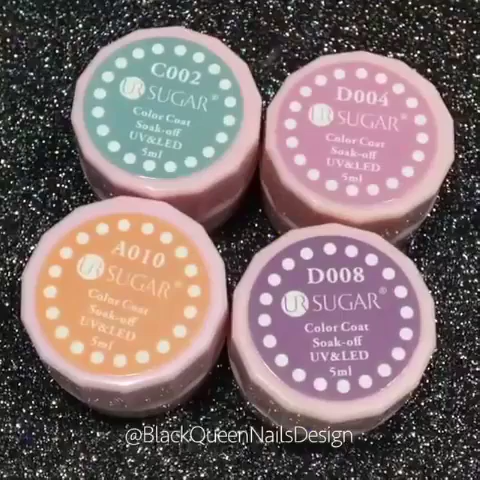 C002
UR SUGAR®
Color Coat
Soak-off
UV&LED
5ml
D004
UR SUGAR®
Color Coat
Soak-off
UV&LED
5ml
A010
UR SUGAR®
Color Coat
Soak-off
UV&LED
5ml
D008
UR SUGAR®
Color Coat
Soak-off
UV&LED
5ml
@BlackQueenNailsDesign